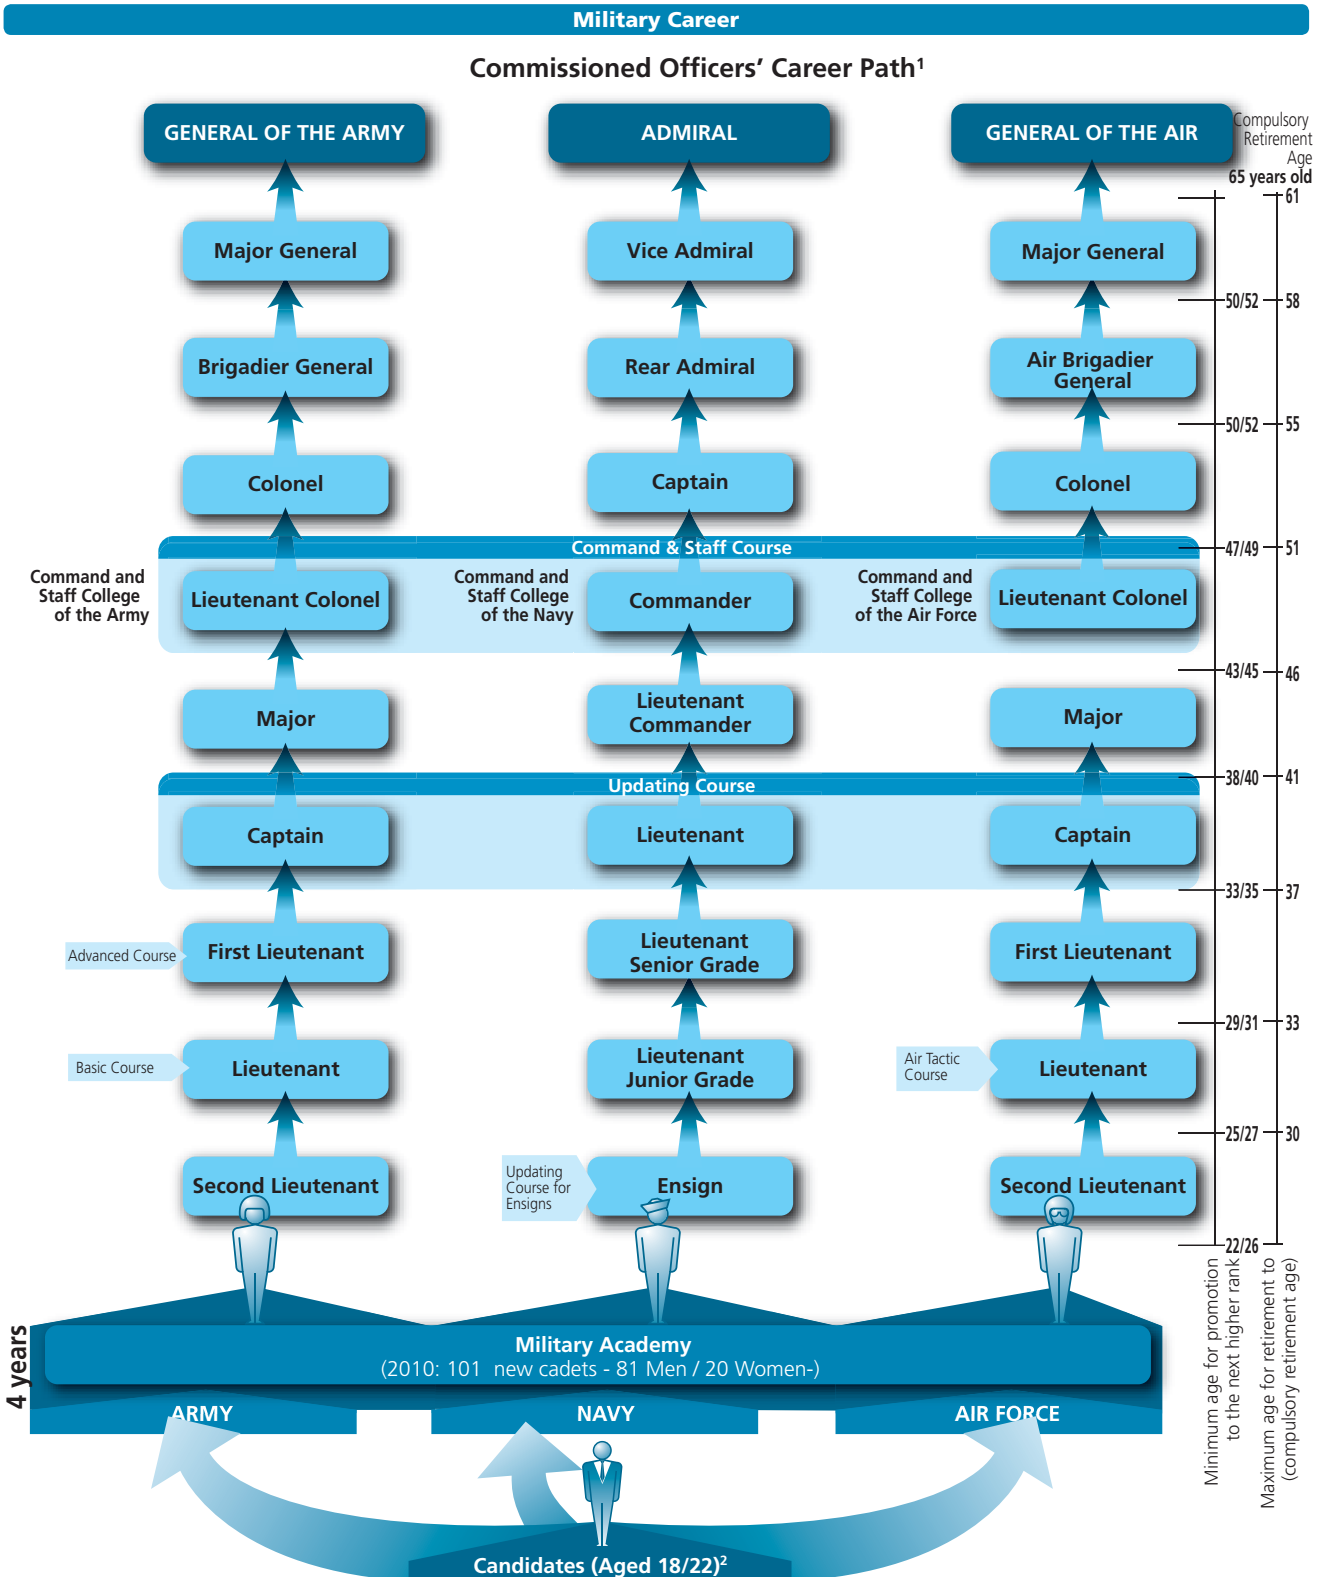 Military Career
Commissioned Officers' Career Path¹
GENERAL OF THE ARMY
ADMIRAL
GENERAL OF THE AIR
Compulsory
Retirement
Age
65 years old
61
Major General
Vice Admiral
Major General
50/52
58
Brigadier General
Rear Admiral
Air Brigadier
General
50/52
55
Colonel
Captain
Colonel
Command & Staff Course
47/49
51
Command and
Staff College
of the Army
Lieutenant Colonel
Command and
Staff College
of the Navy
Commander
Command and
Staff College
of the Air Force
Lieutenant Colonel
43/45
46
Major
Lieutenant
Commander
Major
38/40
41
Updating Course
Captain
Lieutenant
Captain
33/35
37
Advanced Course
First Lieutenant
Lieutenant
Senior Grade
First Lieutenant
29/31
33
Basic Course
Lieutenant
Lieutenant
Junior Grade
Air Tactic
Course
Lieutenant
25/27
30
Second Lieutenant
Updating
Course for
Ensigns
Ensign
Second Lieutenant
22/26
Minimum age for promotion
to the next higher rank
Maximum age for retirement to
(compulsory retirement age)
4 years
Military Academy
(2010: 101 new cadets - 81 Men / 20 Women-)
ARMY
NAVY
AIR FORCE
Candidates (Aged 18/22)²